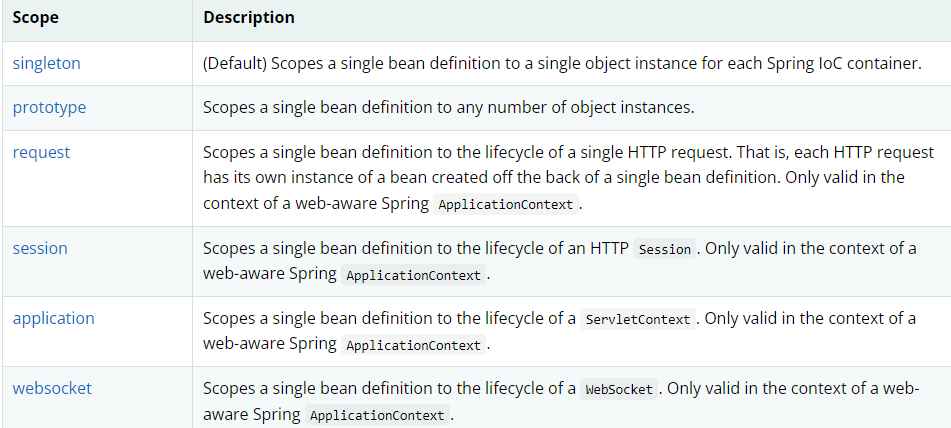 Scope Description
singleton (Default) Scopes a single bean definition to a single object instance for each Spring IoC container.
prototype Scopes a single bean definition to any number of object instances.
request Scopes a single bean definition to the lifecycle of a single HTTP request. That is, each HTTP request
has its own instance of a bean created off the back of a single bean definition. Only valid in the
context of a web-aware Spring ApplicationContext.
session Scopes a single bean definition to the lifecycle of an HTTP Session. Only valid in the context of a
web-aware Spring ApplicationContext.
application Scopes a single bean definition to the lifecycle of a ServletContext. Only valid in the context of a
web-aware Spring ApplicationContext.
websocket Scopes a single bean definition to the lifecycle of a WebSocket. Only valid in the context of a web-
aware Spring ApplicationContext.